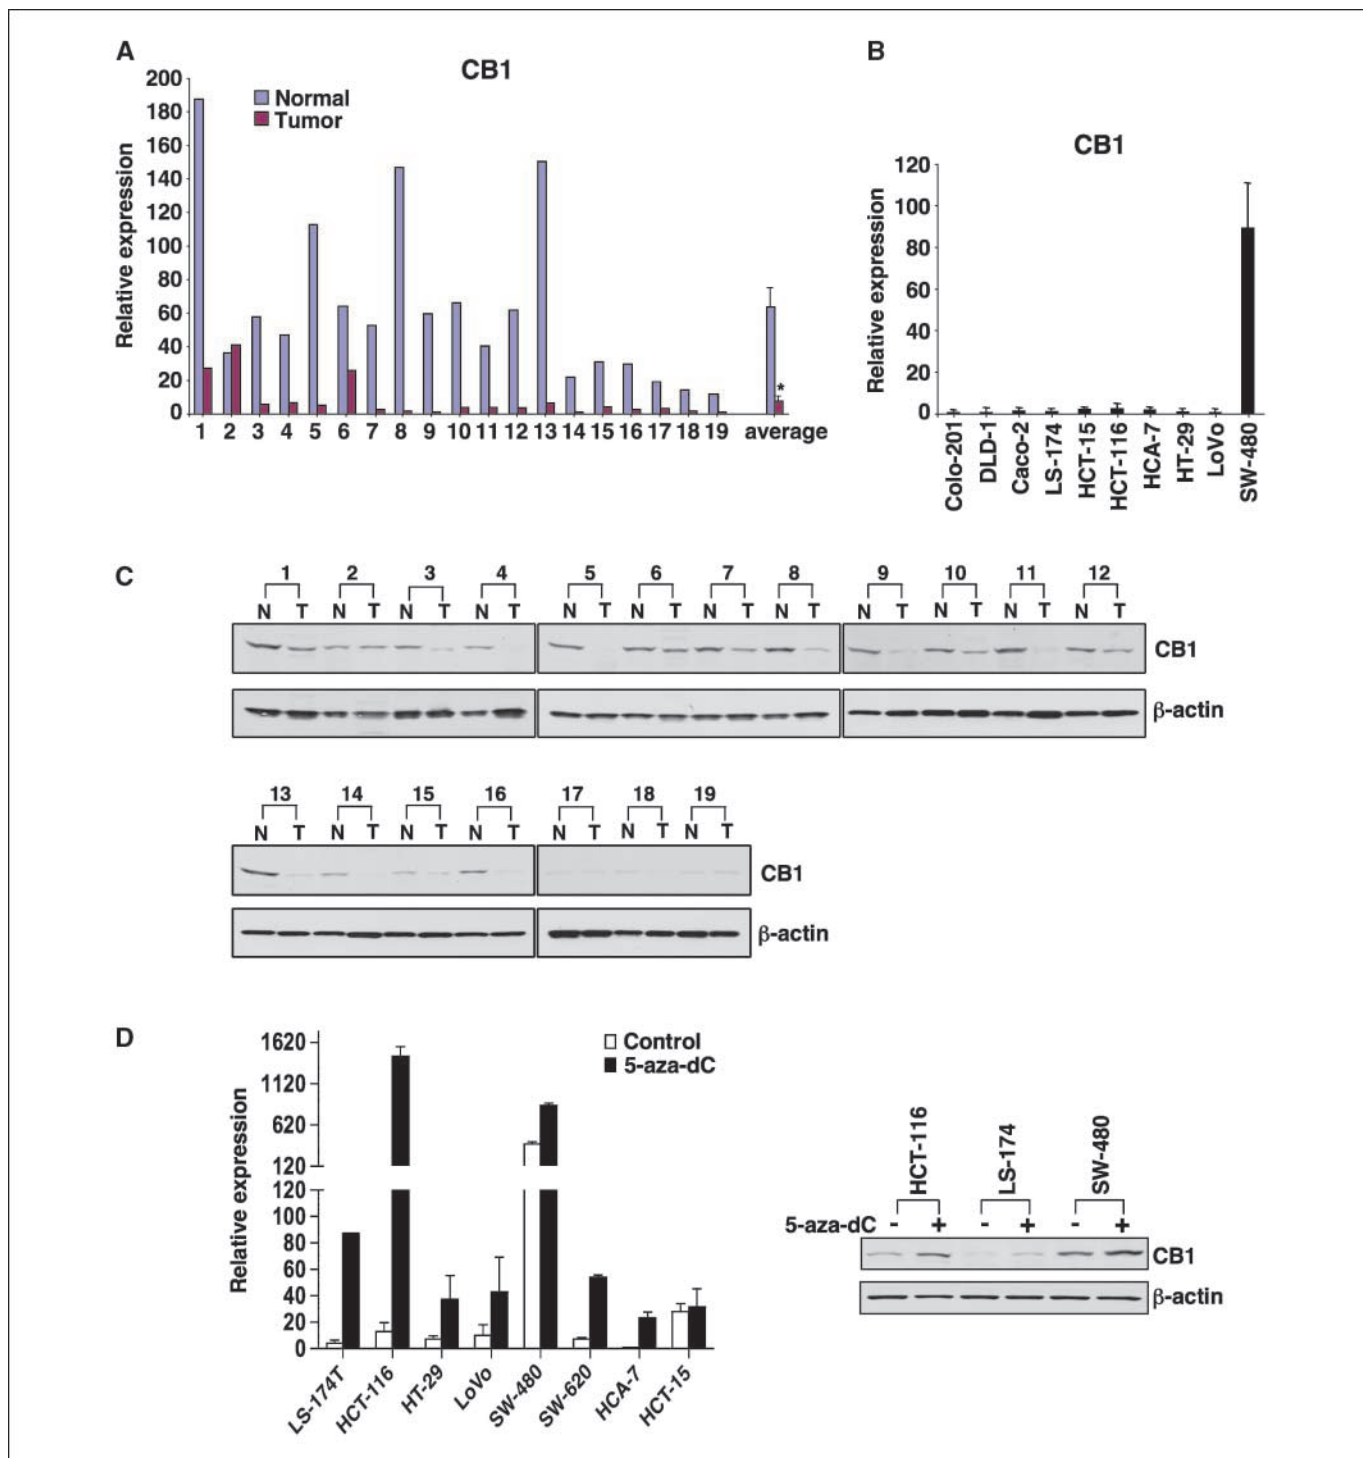 A
CB1
Normal
Tumor
Relative expression
200
180
160
140
120
100
80
60
40
20
0
*
1 2 3 4 5 6 7 8 9 10 11 12 13 14 15 16 17 18 19 average
B
CB1
Relative expression
120
100
80
60
40
20
0
Colo-201
DLD-1
Caco-2
LS-174
HCT-15
HCT-116
HCA-7
HT-29
LoVo
SW-480
C
1 2 3 4 5 6 7 8 9 10 11 12
N T N T N T N T N T N T N T N T N T N T N T N T
CB1
β-actin
13 14 15 16 17 18 19
N T N T N T N T N T N T N T
CB1
β-actin
D
Control
5-aza-dC
Relative expression
1620
1120
620
120
120
100
80
60
40
20
0
LS-174T
HCT-116
HT-29
LoVo
SW-480
SW-620
HCA-7
HCT-15
HCT-116
LS-174
SW-480
5-aza-dC - + - + - +
CB1
β-actin